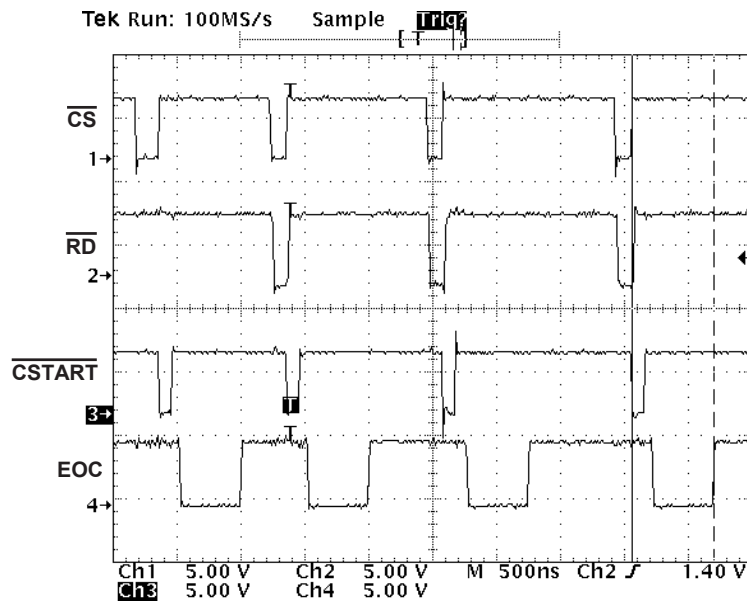 Tek Run: 100MS/s Sample Trig?
[ T ]
T
CS
1→
T
RD
2→
CSTART
3→
T
T
EOC
4→
Ch1 5.00 V Ch2 5.00 V M 500ns Ch2 ƒ 1.40 V
Ch3 5.00 V Ch4 5.00 V